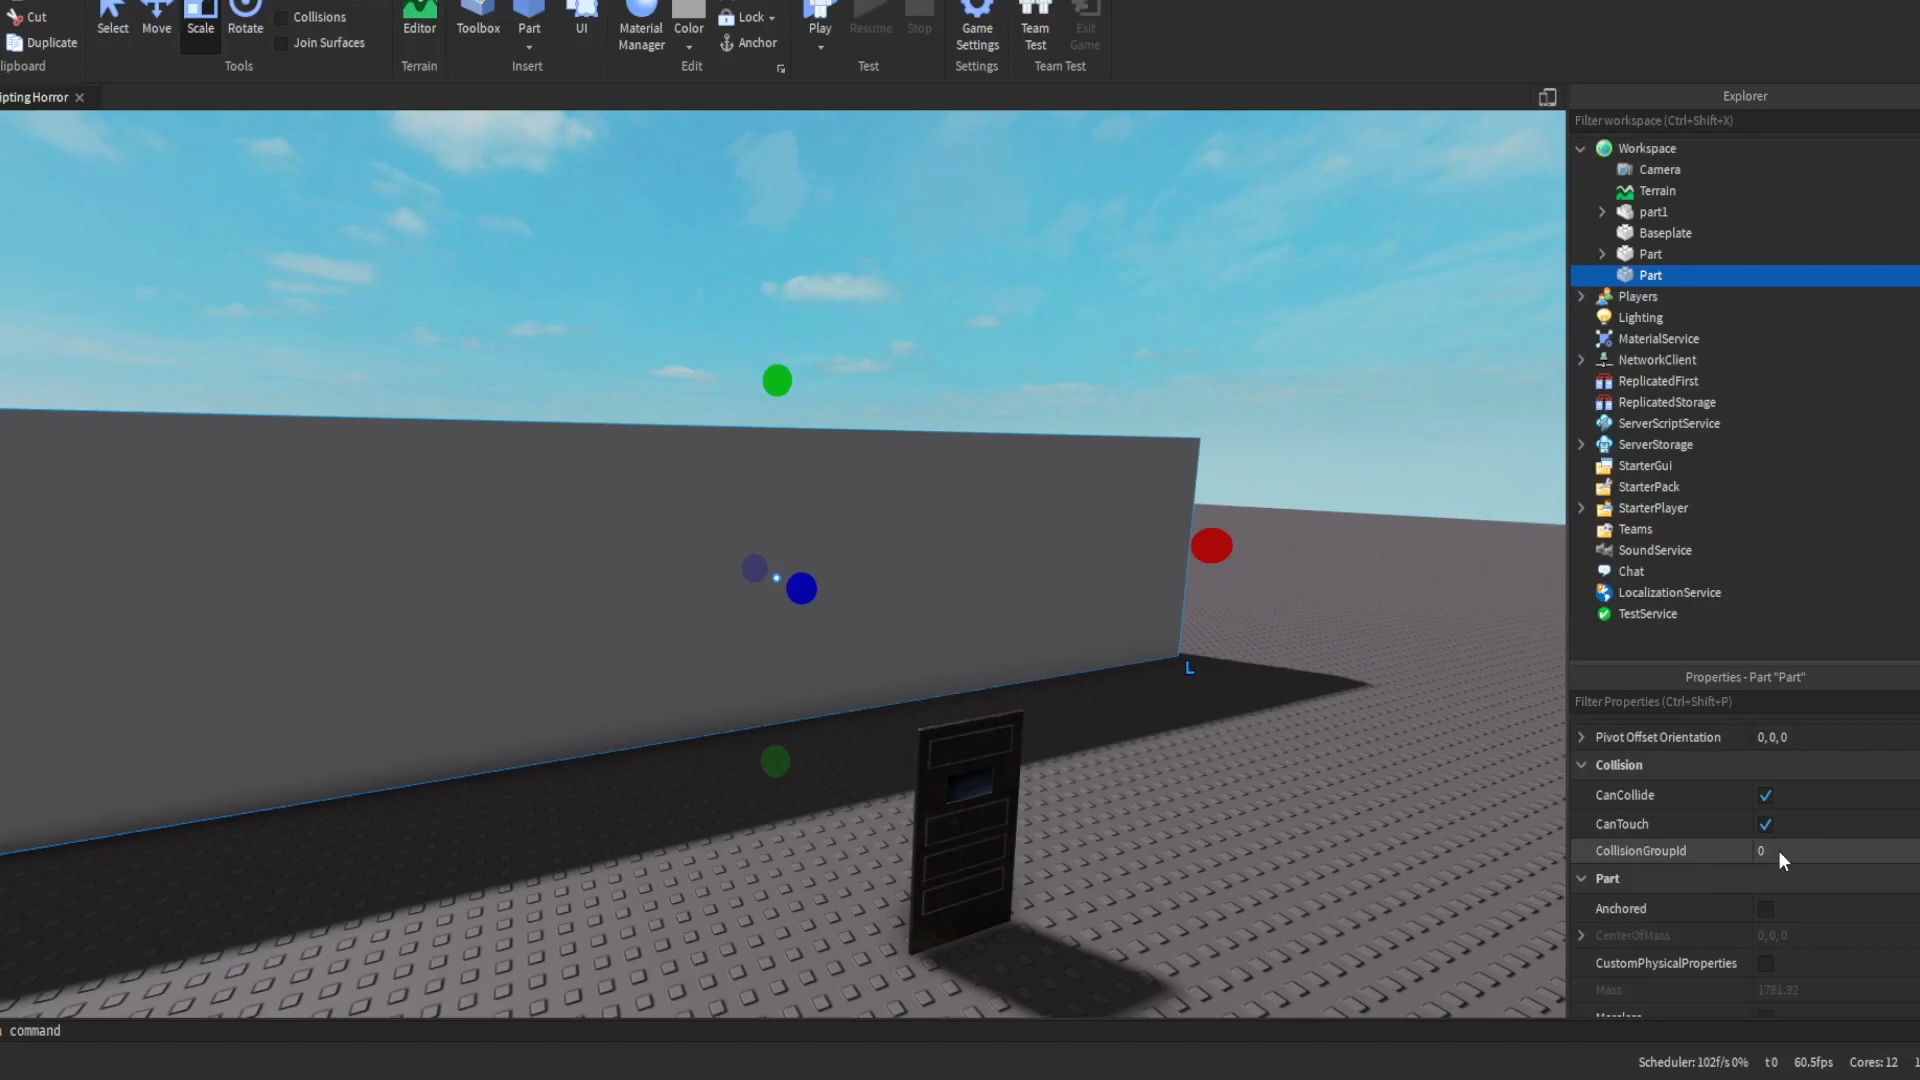 Cut
Duplicate
lipboard
Select
Move
Scale
Rotate
Collisions
Join Surfaces
Tools
Editor
Terrain
Toolbox
Part
UI
Insert
Material
Manager
Color
Lock
Anchor
Edit
Play
Resume
Stop
Test
Game
Settings
Settings
Team
Test
Exit
Game
Team Test
ipting Horror
Explorer
Filter workspace (Ctrl+Shift+X)
Workspace
Camera
Terrain
part1
Baseplate
Part
Part
Players
Lighting
MaterialService
NetworkClient
ReplicatedFirst
ReplicatedStorage
ServerScriptService
ServerStorage
StarterGui
StarterPack
StarterPlayer
Teams
SoundService
Chat
LocalizationService
TestService
L
Properties - Part "Part"
Filter Properties (Ctrl+Shift+P)
Pivot Offset Orientation 0, 0, 0
Collision
CanCollide
CanTouch
CollisionGroupId 0
Part
Anchored
CenterOfMass 0, 0, 0
CustomPhysicalProperties
Mass 1781.92
command
Scheduler: 102f/s 0% t 0 60.5fps Cores: 12